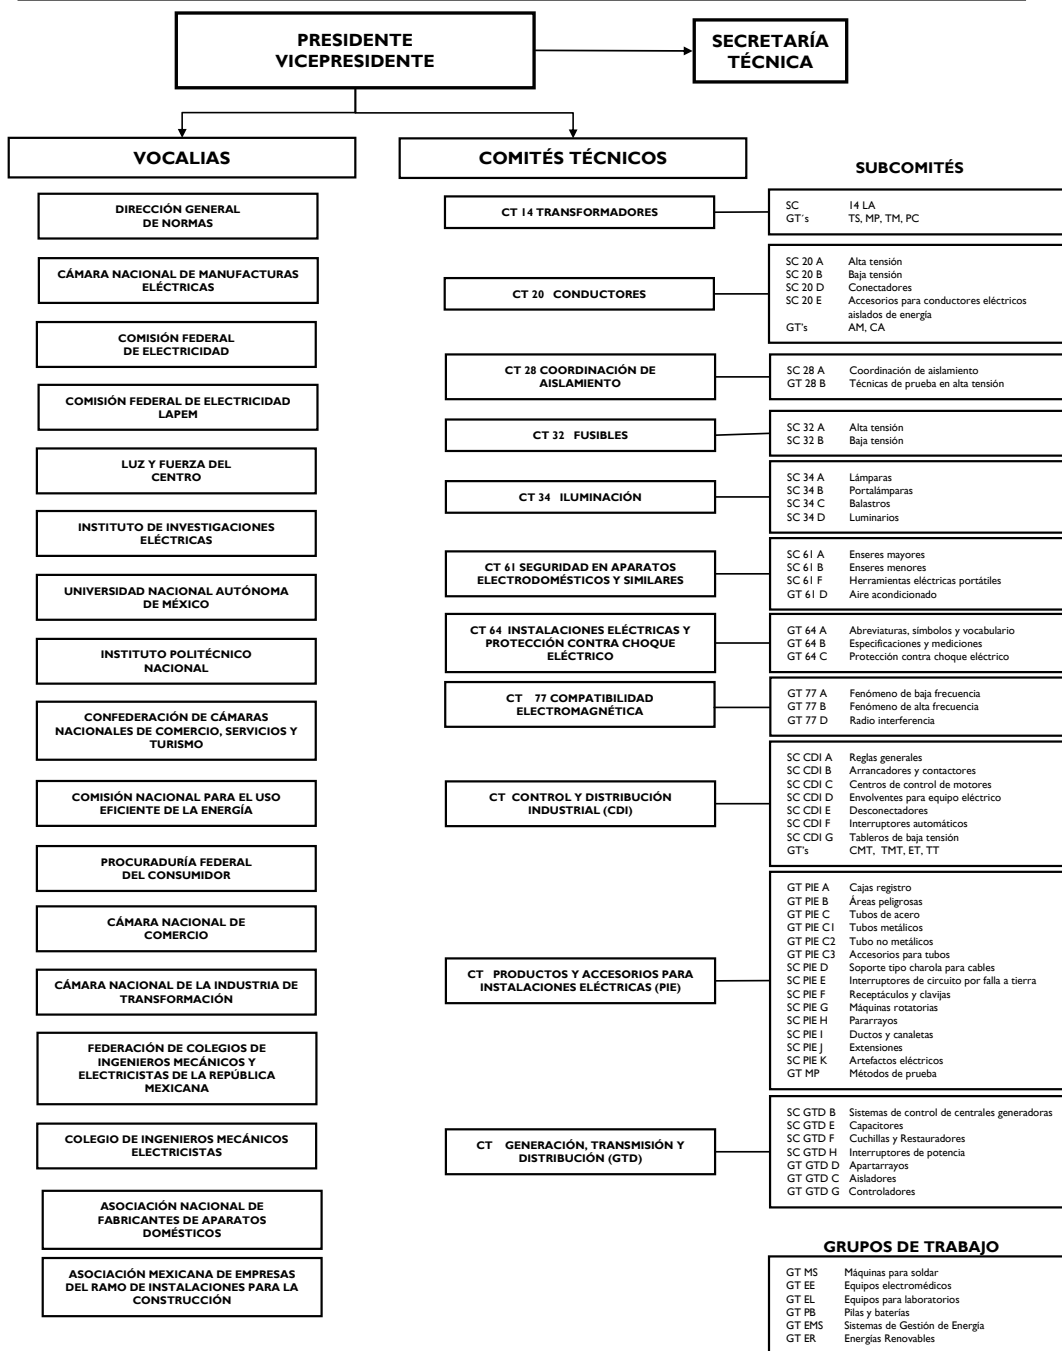 PRESIDENTE
VICEPRESIDENTE
SECRETARÍA
TÉCNICA
VOCALIAS
DIRECCIÓN GENERAL
DE NORMAS
CÁMARA NACIONAL DE MANUFACTURAS
ELÉCTRICAS
COMISIÓN FEDERAL
DE ELECTRICIDAD
COMISIÓN FEDERAL DE ELECTRICIDAD
LAPEM
LUZ Y FUERZA DEL
CENTRO
INSTITUTO DE INVESTIGACIONES
ELÉCTRICAS
UNIVERSIDAD NACIONAL AUTÓNOMA
DE MÉXICO
INSTITUTO POLITÉCNICO
NACIONAL
CONFEDERACIÓN DE CÁMARAS
NACIONALES DE COMERCIO, SERVICIOS Y
TURISMO
COMISIÓN NACIONAL PARA EL USO
EFICIENTE DE LA ENERGÍA
PROCURADURÍA FEDERAL
DEL CONSUMIDOR
CÁMARA NACIONAL DE
COMERCIO
CÁMARA NACIONAL DE LA INDUSTRIA DE
TRANSFORMACIÓN
FEDERACIÓN DE COLEGIOS DE
INGENIEROS MECÁNICOS Y
ELECTRICISTAS DE LA REPÚBLICA
MEXICANA
COLEGIO DE INGENIEROS MECÁNICOS
ELECTRICISTAS
ASOCIACIÓN NACIONAL DE
FABRICANTES DE APARATOS
DOMÉSTICOS
ASOCIACIÓN MEXICANA DE EMPRESAS
DEL RAMO DE INSTALACIONES PARA LA
CONSTRUCCIÓN
COMITÉS TÉCNICOS
SUBCOMITÉS
CT 14 TRANSFORMADORES
SC 14 LA
GT´s TS, MP, TM, PC
CT 20 CONDUCTORES
SC 20 A Alta tensión
SC 20 B Baja tensión
SC 20 D Conectadores
SC 20 E Accesorios para conductores eléctricos
aislados de energía
GT's AM, CA
CT 28 COORDINACIÓN DE
AISLAMIENTO
SC 28 A Coordinación de aislamiento
GT 28 B Técnicas de prueba en alta tensión
CT 32 FUSIBLES
SC 32 A Alta tensión
SC 32 B Baja tensión
CT 34 ILUMINACIÓN
SC 34 A Lámparas
SC 34 B Portalámparas
SC 34 C Balastros
SC 34 D Luminarios
CT 61 SEGURIDAD EN APARATOS
ELECTRODOMÉSTICOS Y SIMILARES
SC 61 A Enseres mayores
SC 61 B Enseres menores
SC 61 F Herramientas eléctricas portátiles
GT 61 D Aire acondicionado
CT 64 INSTALACIONES ELÉCTRICAS Y
PROTECCIÓN CONTRA CHOQUE
ELÉCTRICO
GT 64 A Abreviaturas, símbolos y vocabulario
GT 64 B Especificaciones y mediciones
GT 64 C Protección contra choque eléctrico
CT 77 COMPATIBILIDAD
ELECTROMAGNÉTICA
GT 77 A Fenómeno de baja frecuencia
GT 77 B Fenómeno de alta frecuencia
GT 77 D Radio interferencia
CT CONTROL Y DISTRIBUCIÓN
INDUSTRIAL (CDI)
SC CDI A Reglas generales
SC CDI B Arrancadores y contactores
SC CDI C Centros de control de motores
SC CDI D Envolventes para equipo eléctrico
SC CDI E Desconectadores
SC CDI F Interruptores automáticos
SC CDI G Tableros de baja tensión
GT's CMT, TMT, ET, TT
CT PRODUCTOS Y ACCESORIOS PARA
INSTALACIONES ELÉCTRICAS (PIE)
GT PIE A Cajas registro
GT PIE B Áreas peligrosas
GT PIE C Tubos de acero
GT PIE C1 Tubos metálicos
GT PIE C2 Tubo no metálicos
GT PIE C3 Accesorios para tubos
SC PIE D Soporte tipo charola para cables
SC PIE E Interruptores de circuito por falla a tierra
SC PIE F Receptáculos y clavijas
SC PIE G Máquinas rotatorias
SC PIE H Pararrayos
SC PIE I Ductos y canaletas
SC PIE J Extensiones
SC PIE K Artefactos eléctricos
GT MP Métodos de prueba
CT GENERACIÓN, TRANSMISIÓN Y
DISTRIBUCIÓN (GTD)
SC GTD B Sistemas de control de centrales generadoras
SC GTD E Capacitores
SC GTD F Cuchillas y Restauradores
SC GTD H Interruptores de potencia
GT GTD D Apartarrayos
GT GTD C Aisladores
GT GTD G Controladores
GRUPOS DE TRABAJO
GT MS Máquinas para soldar
GT EE Equipos electromédicos
GT EL Equipos para laboratorios
GT PB Pilas y baterías
GT EMS Sistemas de Gestión de Energía
GT ER Energías Renovables